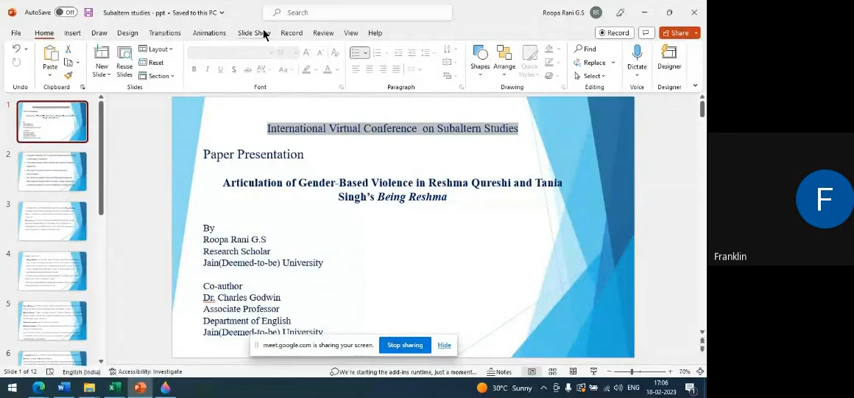 AutoSave Off Subaltern studies - ppt • Saved to this PC Search Roopa Rani G.S RR
File Home Insert Draw Design Transitions Animations Slide Show Record Review View Help Record Share
Paste New Slide Reuse Slides Layout Reset Section Shapes Arrange Find Replace Select Dictate Designer
Clipboard Slides Font Paragraph Drawing Editing Voice Designer
1
2
3
4
5
6
International Virtual Conference on Subaltern Studies
Paper Presentation
Articulation of Gender-Based Violence in Reshma Qureshi and Tania
Singh's Being Reshma
By
Roopa Rani G.S
Research Scholar
Jain(Deemed-to-be) University
Co-author
Dr. Charles Godwin
Associate Professor
Department of English
Jain(Deemed-to-be) University
meet.google.com is sharing your screen. Stop sharing Hide
F
Franklin
Slide 1 of 12 English (India) Accessibility: Investigate We're starting the add-ins runtime, Just a moment... Notes 70%
30°C Sunny ENG 17:06
18-02-2023